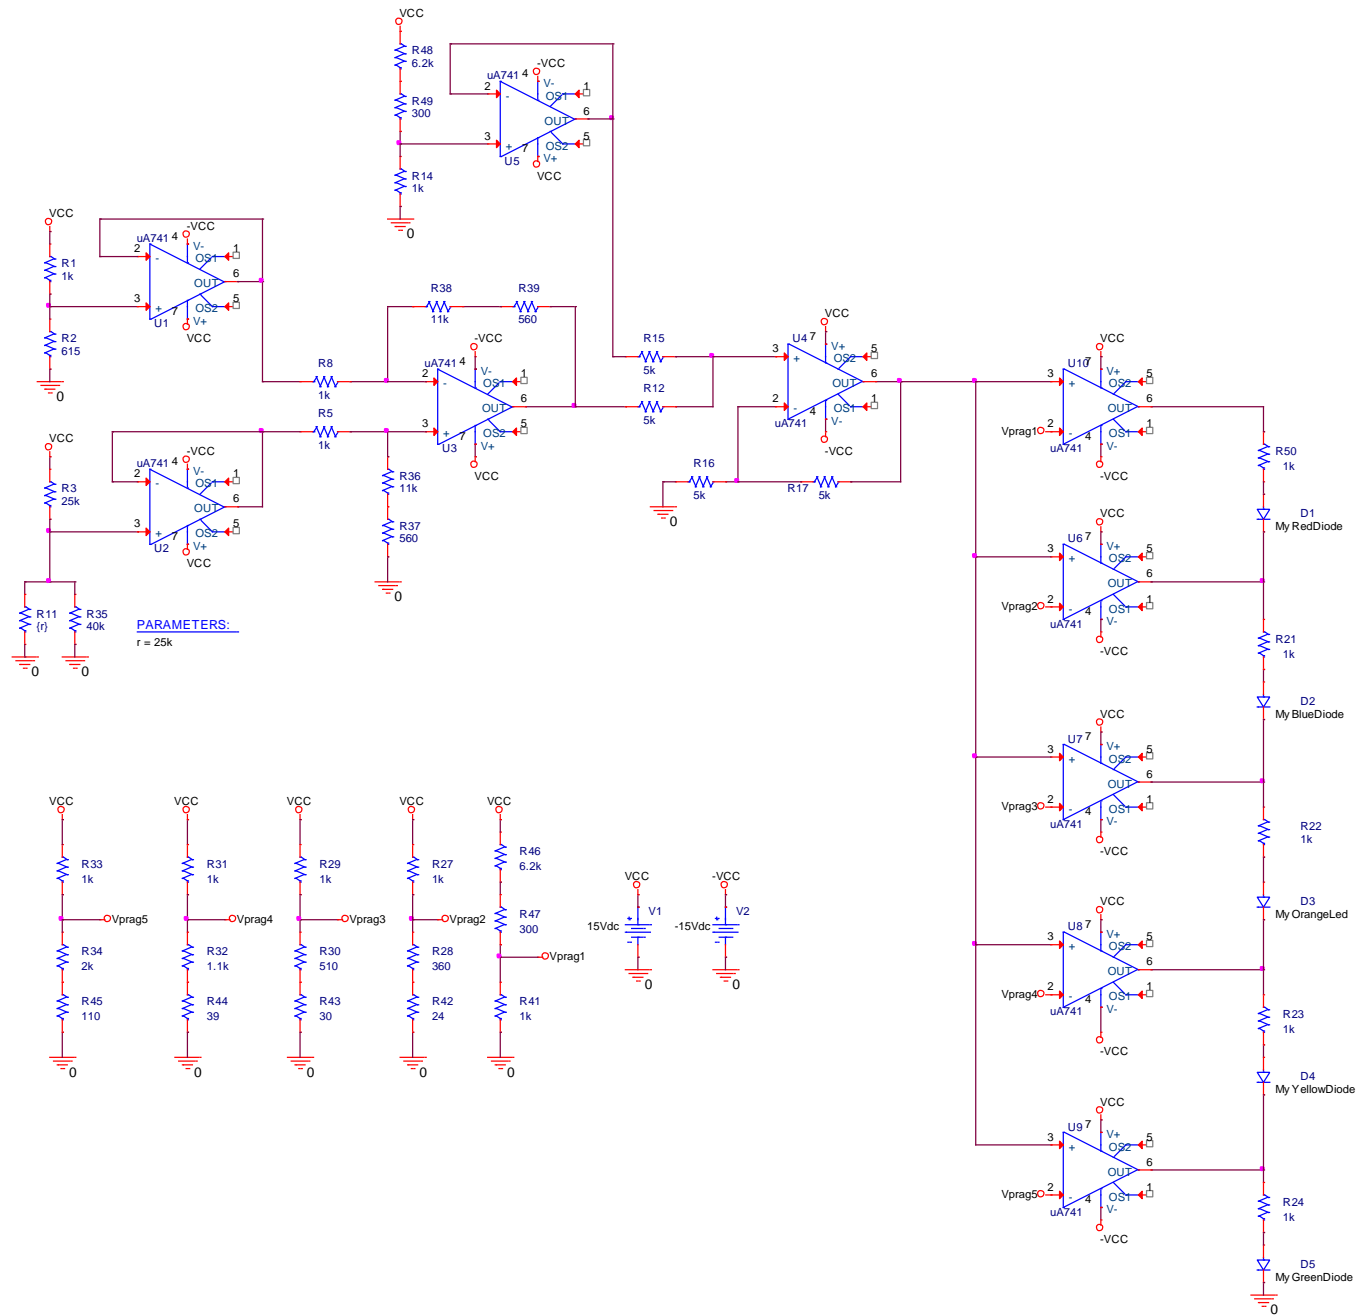 VCC
R48
6.2k
R49
300
R14
1k
0
uA741
-VCC
4
V-
2
-
OS1
1
OUT
6
3
+
7
OS2
5
U5
V+
VCC
VCC
R1
1k
R2
615
0
uA741
-VCC
4
V-
2
-
OS1
1
OUT
6
3
+
7
OS2
5
U1
V+
VCC
VCC
R3
25k
uA741
-VCC
4
V-
2
-
OS1
1
OUT
6
3
+
7
OS2
5
U2
V+
VCC
R11
{r}
R35
40k
0
0
PARAMETERS:
r = 25k
R8
1k
R5
1k
R38
11k
R39
560
uA741
-VCC
4
V-
2
-
OS1
1
OUT
6
3
+
7
OS2
5
U3
V+
VCC
R36
11k
R37
560
0
R15
5k
R12
5k
VCC
U4
7
V+
3
+
OS2
5
OUT
6
2
-
4
OS1
1
V-
uA741
-VCC
R16
5k
R17
5k
0
VCC
U10
7
V+
3
+
OS2
5
OUT
6
Vprag1
2
-
4
OS1
1
V-
uA741
-VCC
R50
1k
D1
My RedDiode
VCC
U6
7
V+
3
+
OS2
5
OUT
6
Vprag2
2
-
4
OS1
1
V-
uA741
-VCC
R21
1k
D2
My BlueDiode
VCC
U7
7
V+
3
+
OS2
5
OUT
6
Vprag3
2
-
4
OS1
1
V-
uA741
-VCC
R22
1k
D3
My OrangeLed
VCC
U8
7
V+
3
+
OS2
5
OUT
6
Vprag4
2
-
4
OS1
1
V-
uA741
-VCC
R23
1k
D4
My YellowDiode
VCC
U9
7
V+
3
+
OS2
5
OUT
6
Vprag5
2
-
4
OS1
1
V-
uA741
-VCC
R24
1k
D5
My GreenDiode
0
VCC
R33
1k
Vprag5
R34
2k
R45
110
0
VCC
R31
1k
Vprag4
R32
1.1k
R44
39
0
VCC
R29
1k
Vprag3
R30
510
R43
30
0
VCC
R27
1k
Vprag2
R28
360
R42
24
0
VCC
R46
6.2k
R47
300
Vprag1
R41
1k
0
VCC
V1
15Vdc
0
-VCC
V2
-15Vdc
0